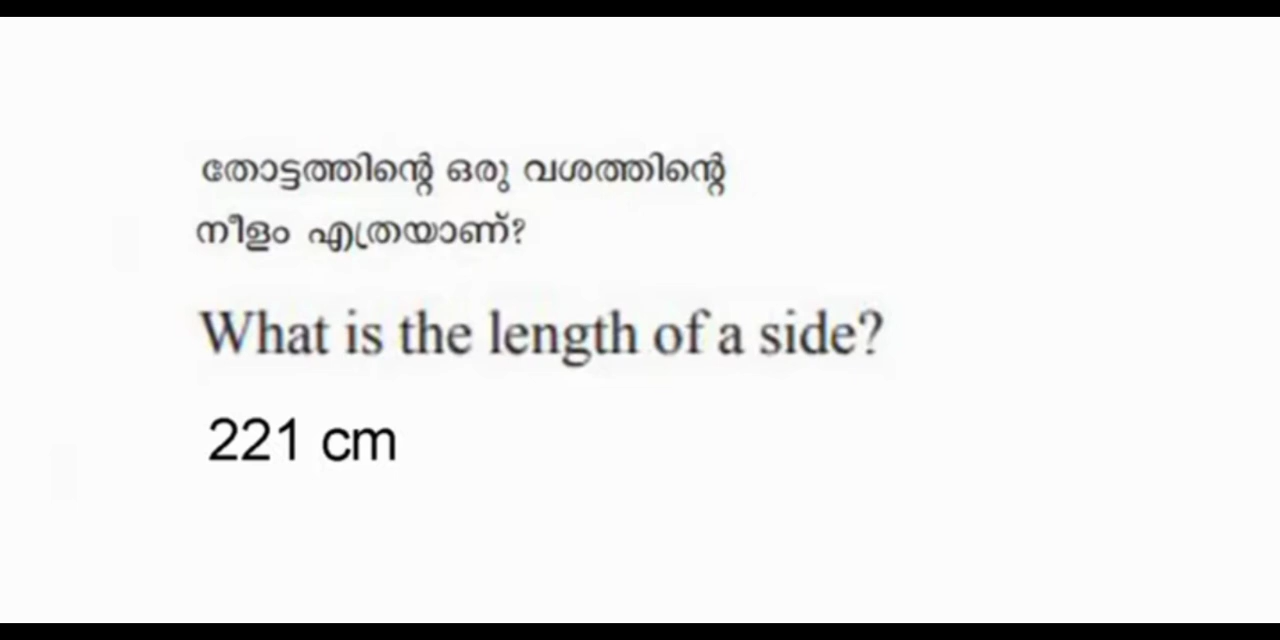 തോട്ടത്തിന്റെ ഒരു വശത്തിന്റെ
നീളം എത്രയാണ്?
What is the length of a side?
221 cm